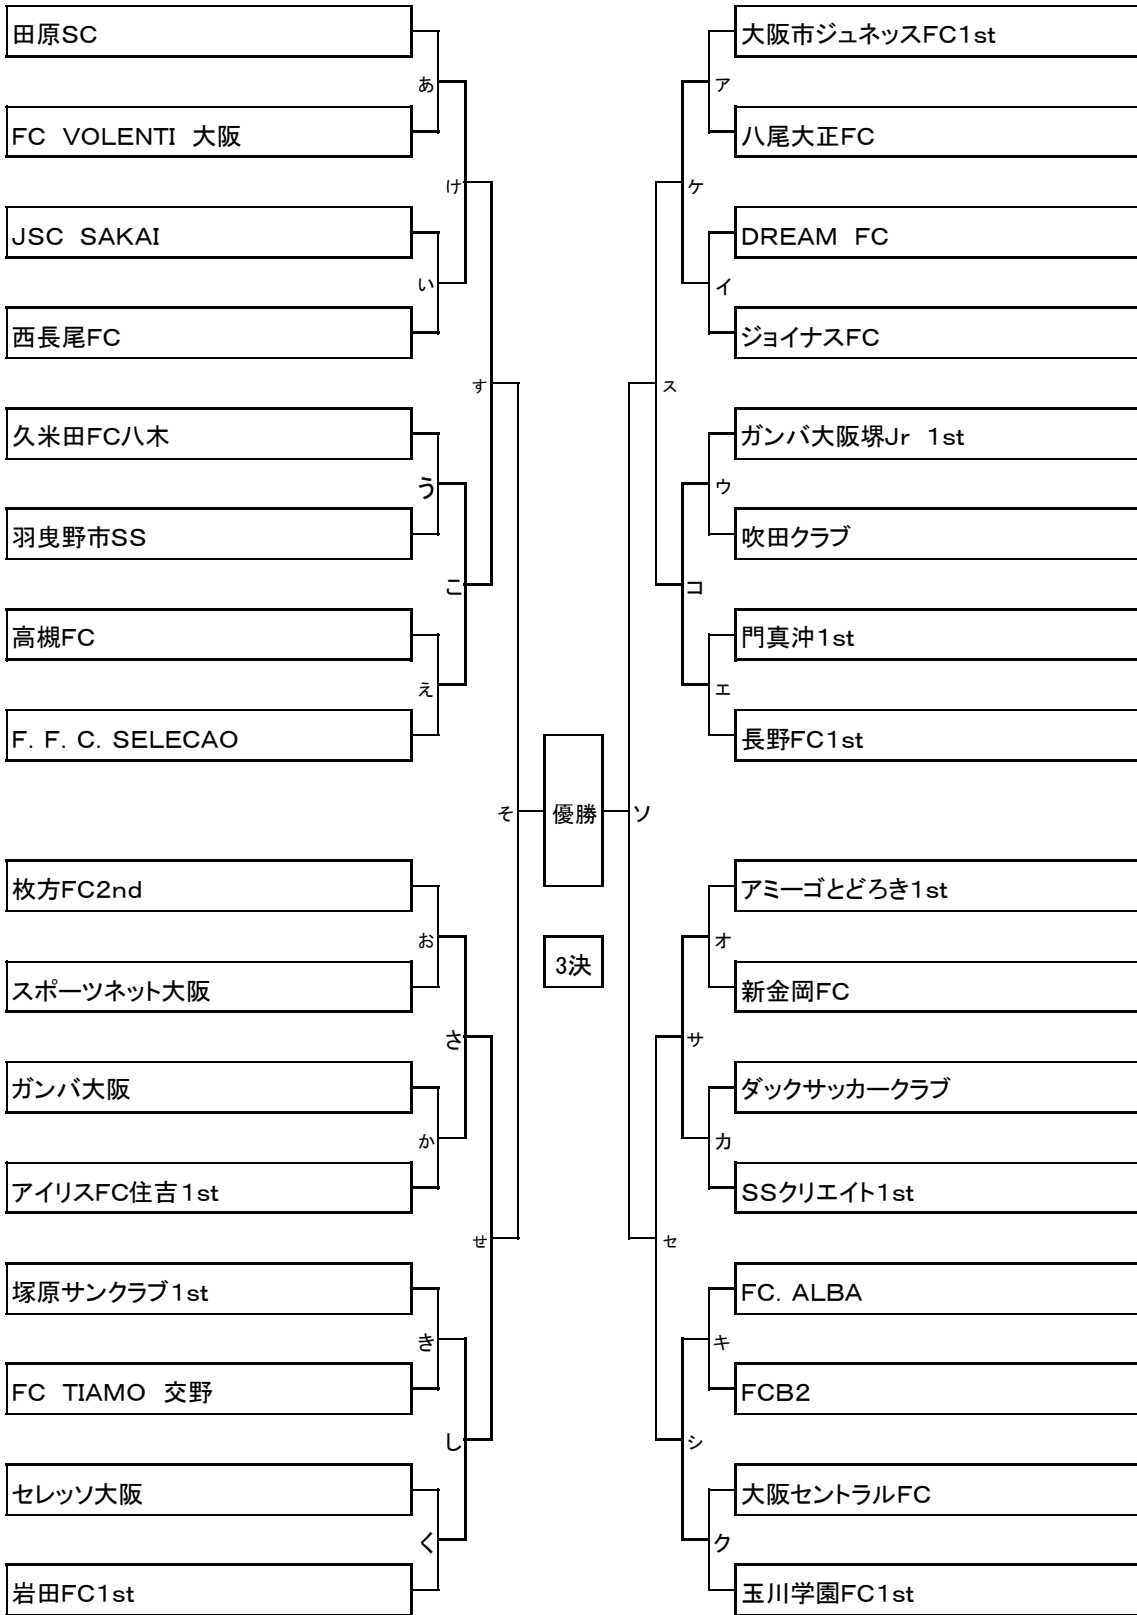 田原SC
大阪市ジュネッスFC1st
あ
ア
FC VOLENTI 大阪
八尾大正FC
け
ケ
JSC SAKAI
DREAM FC
い
イ
西長尾FC
ジョイナスFC
す
ス
久米田FC八木
ガンバ大阪堺Jr 1st
う
ウ
羽曳野市SS
吹田クラブ
こ
コ
高槻FC
門真沖1st
え
エ
F. F. C. SELECAO
長野FC1st
そ
優勝
ソ
枚方FC2nd
アミーゴとどろき1st
お
オ
3決
スポーツネット大阪
新金岡FC
さ
サ
ガンバ大阪
ダックサッカークラブ
か
カ
アイリスFC住吉1st
SSクリエイト1st
せ
セ
塚原サンクラブ1st
FC. ALBA
き
キ
FC TIAMO 交野
FCB2
し
シ
セレッソ大阪
大阪セントラルFC
く
ク
岩田FC1st
玉川学園FC1st